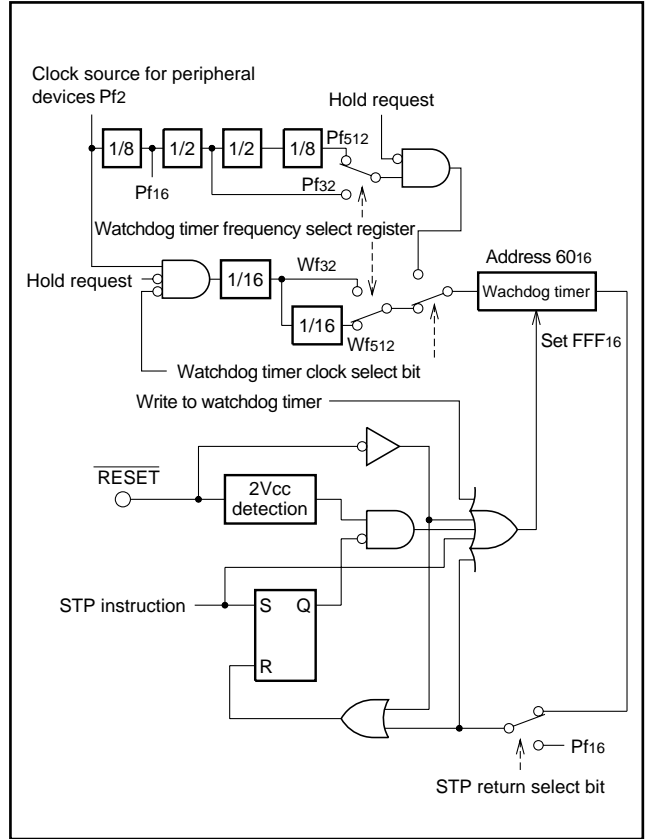 Clock source for peripheral
devices Pf2
Hold request
1/8
1/2
1/2
1/8
Pf512
Pf16
Pf32
Watchdog timer frequency select register
Address 6016
Wf32
Hold request
1/16
Wachdog timer
1/16
Wf512
Set FFF16
Watchdog timer clock select bit
Write to watchdog timer
RESET
2Vcc
detection
STP instruction
S Q
R
Pf16
STP return select bit